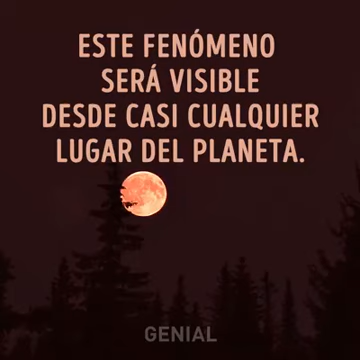 ESTE FENÓMENO
SERÁ VISIBLE
DESDE CASI CUALQUIER
LUGAR DEL PLANETA.
GENIAL